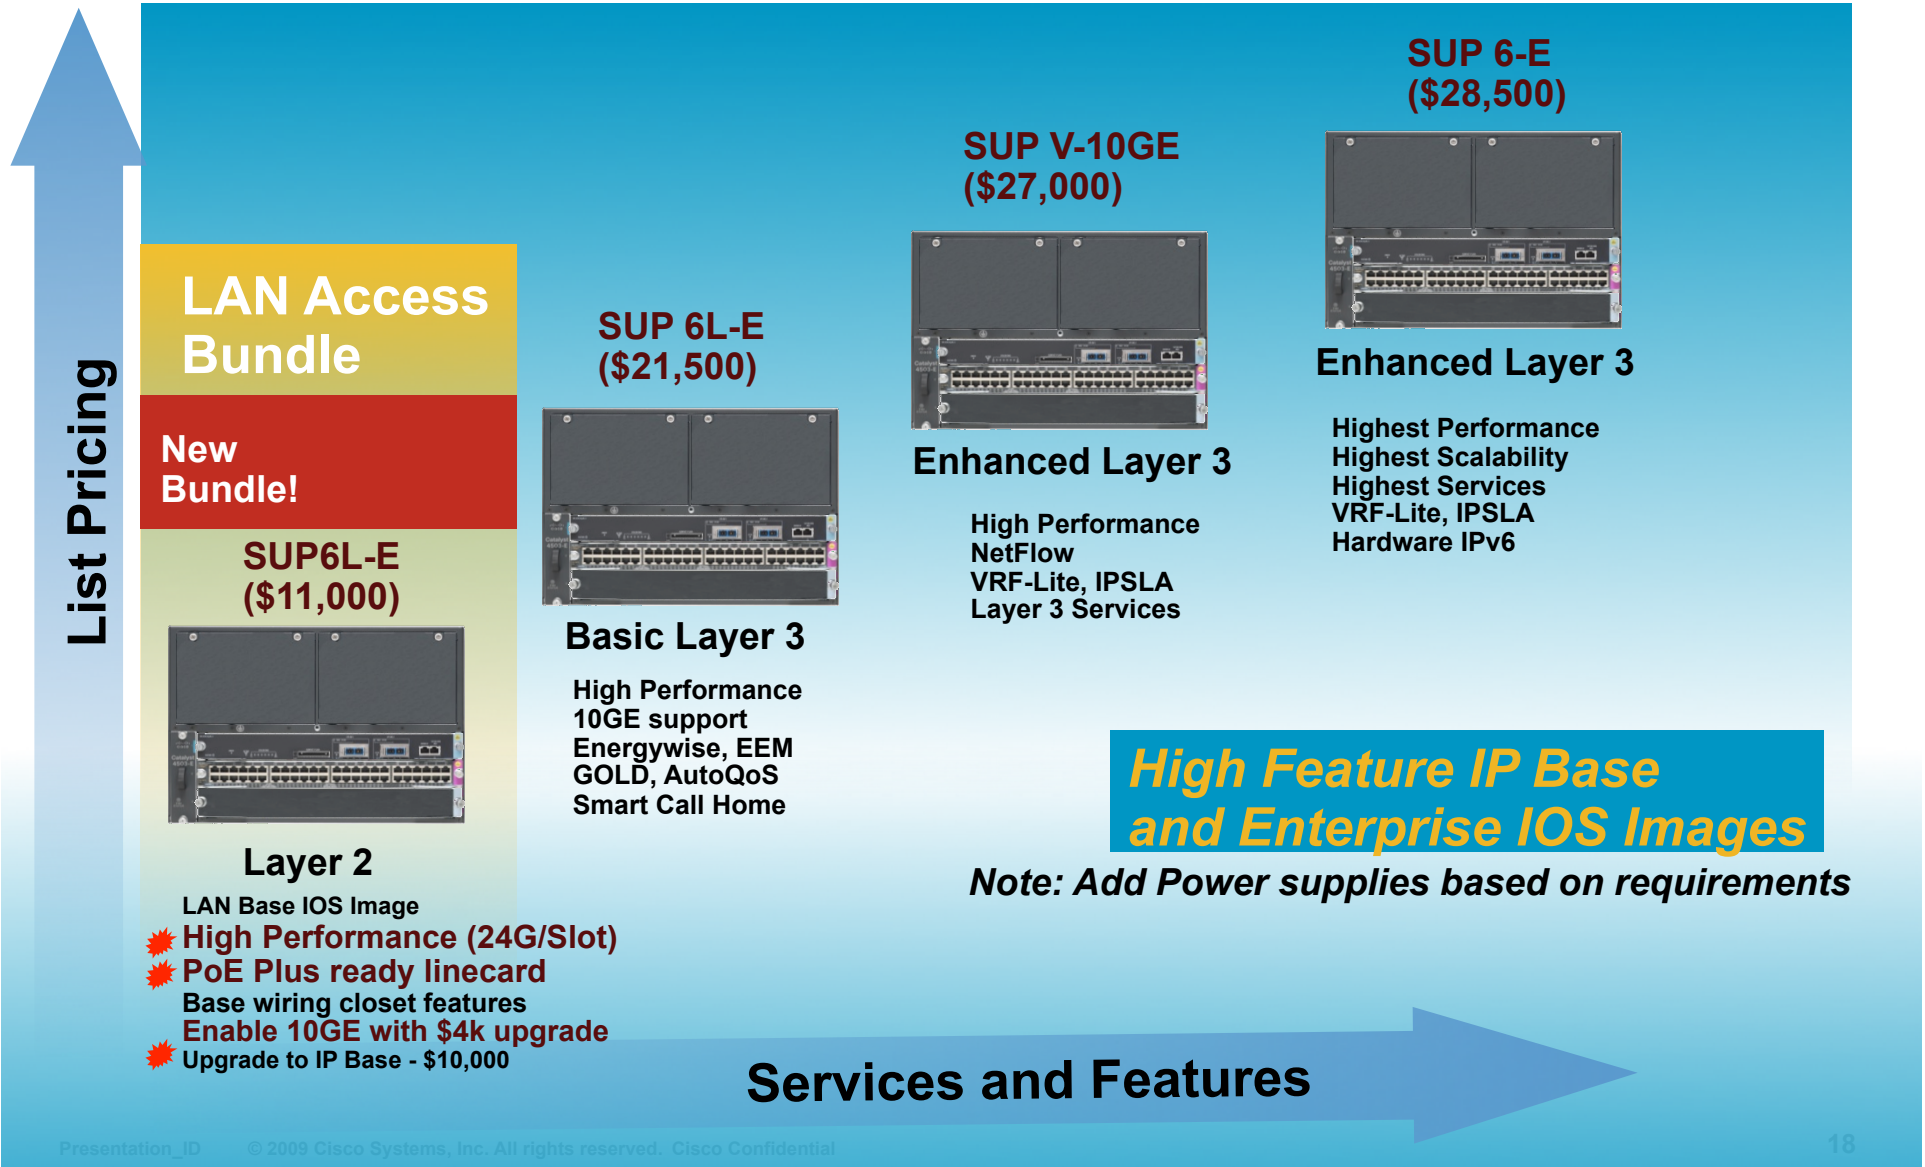 List Pricing
LAN Access
Bundle
New
Bundle!
SUP6L-E
($11,000)
Layer 2
LAN Base IOS Image
High Performance (24G/Slot)
PoE Plus ready linecard
Base wiring closet features
Enable 10GE with $4k upgrade
Upgrade to IP Base - $10,000
SUP 6L-E
($21,500)
Basic Layer 3
High Performance
10GE support
Energywise, EEM
GOLD, AutoQoS
Smart Call Home
SUP V-10GE
($27,000)
Enhanced Layer 3
High Performance
NetFlow
VRF-Lite, IPSLA
Layer 3 Services
SUP 6-E
($28,500)
Enhanced Layer 3
Highest Performance
Highest Scalability
Highest Services
VRF-Lite, IPSLA
Hardware IPv6
High Feature IP Base
and Enterprise IOS Images
Note: Add Power supplies based on requirements
Services and Features
Presentation_ID © 2009 Cisco Systems, Inc. All rights reserved. Cisco Confidential 18